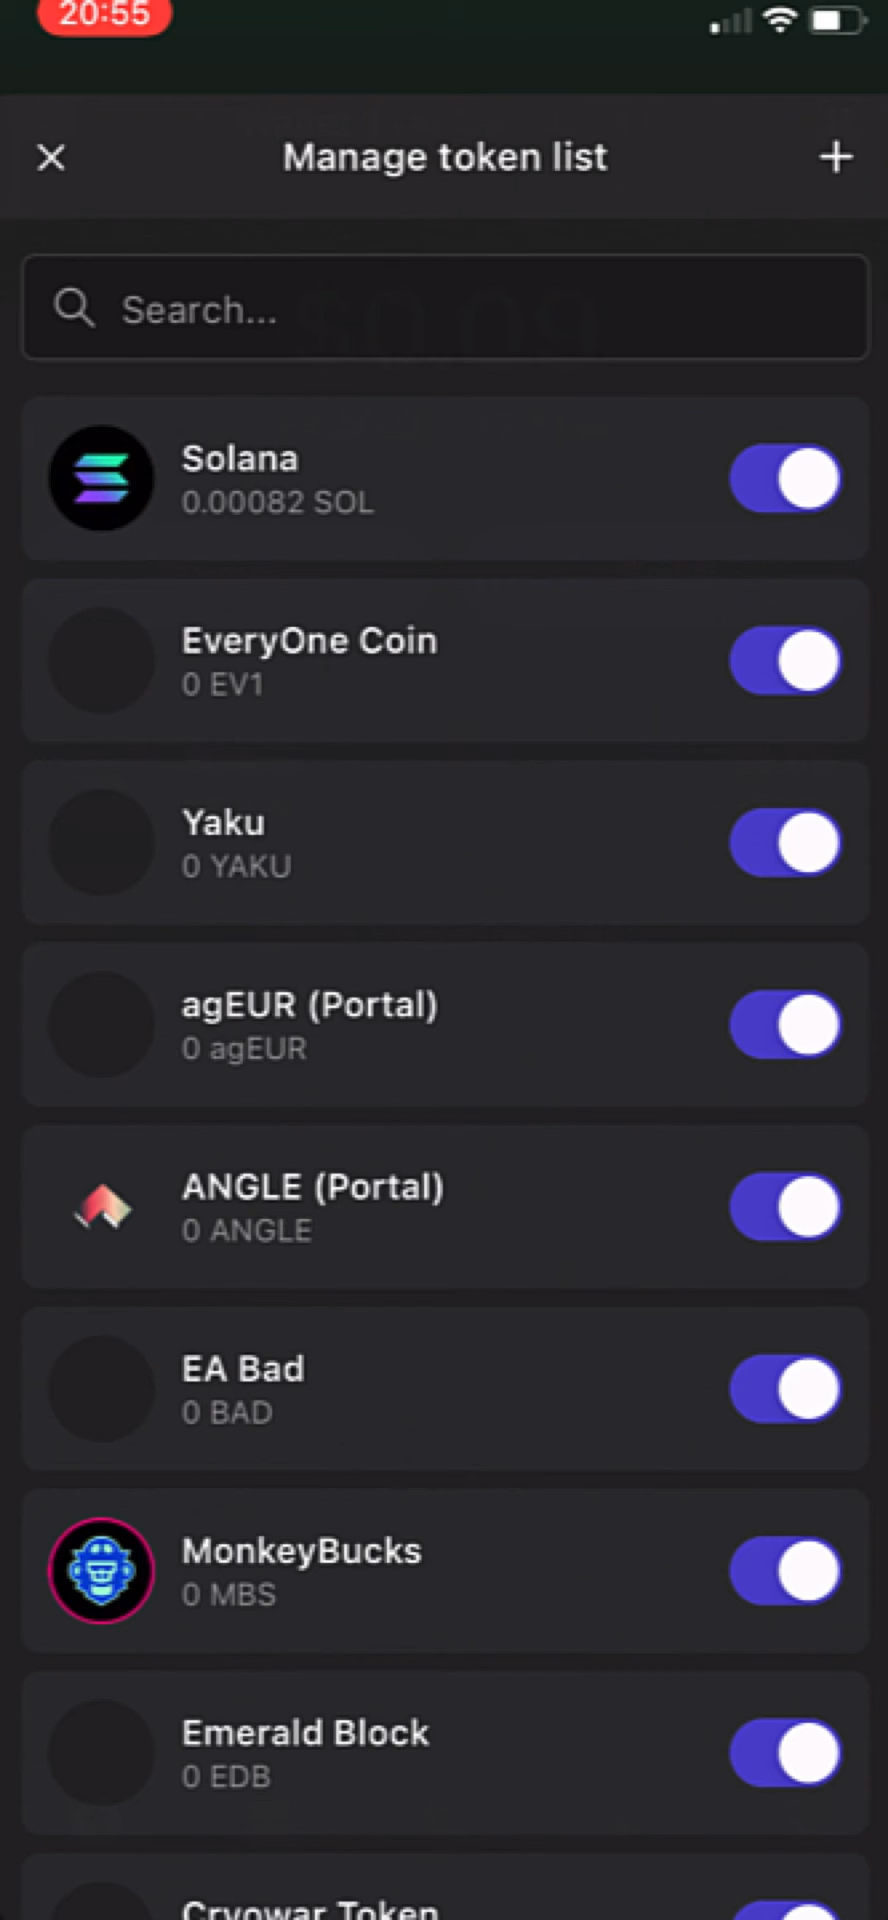 20:55
Manage token list
Search...
$0.09
Solana
0.00082 SOL
EveryOne Coin
0 EV1
Yaku
0 YAKU
agEUR (Portal)
0 agEUR
ANGLE (Portal)
0 ANGLE
EA Bad
0 BAD
MonkeyBucks
0 MBS
Emerald Block
0 EDB
Cryowar Token